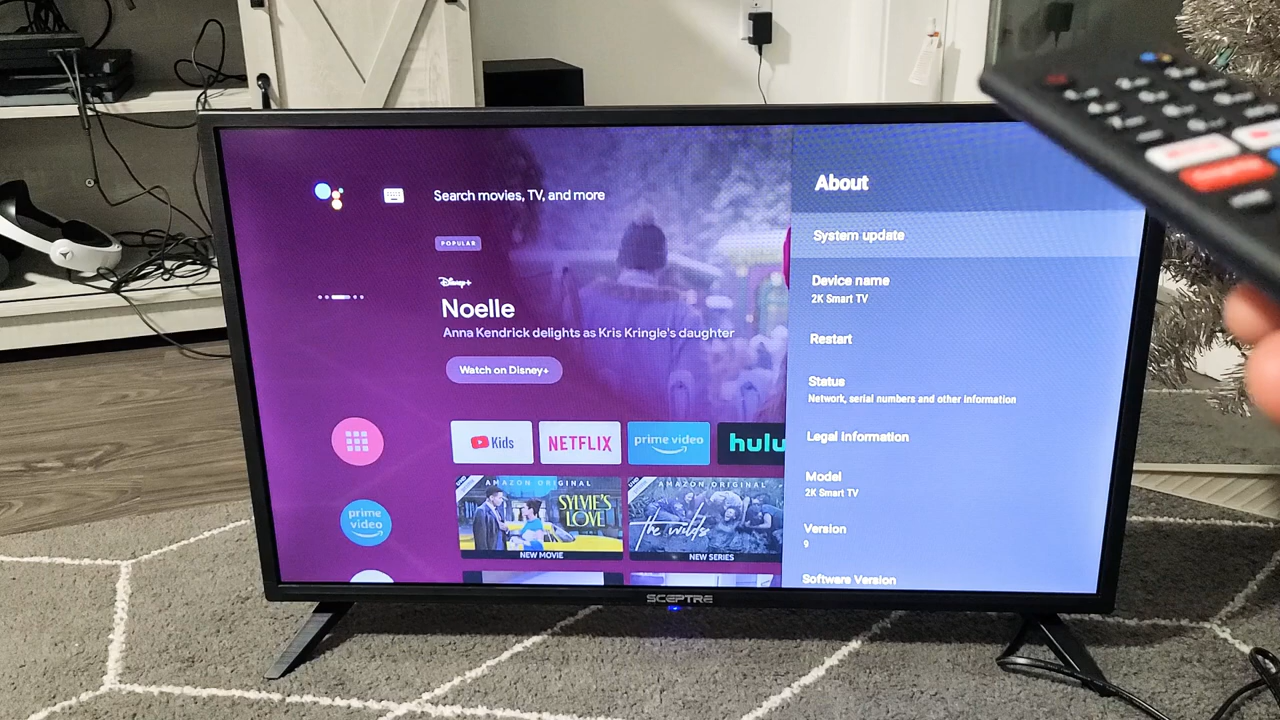 Search movies, TV, and more
POPULAR
Disney+
Noelle
Anna Kendrick delights as Kris Kringle's daughter
Watch on Disney+
Kids
NETFLIX
prime video
hulu
prime
video
AMAZON ORIGINAL
SYLVIE'S
LOVE
NEW MOVIE
AMAZON ORIGINAL
the wilds
NEW SERIES
About
System update
Device name
2K Smart TV
Restart
Status
Network, serial numbers and other information
Legal Information
Model
2K Smart TV
Version
9
Software Version
SCEPTRE